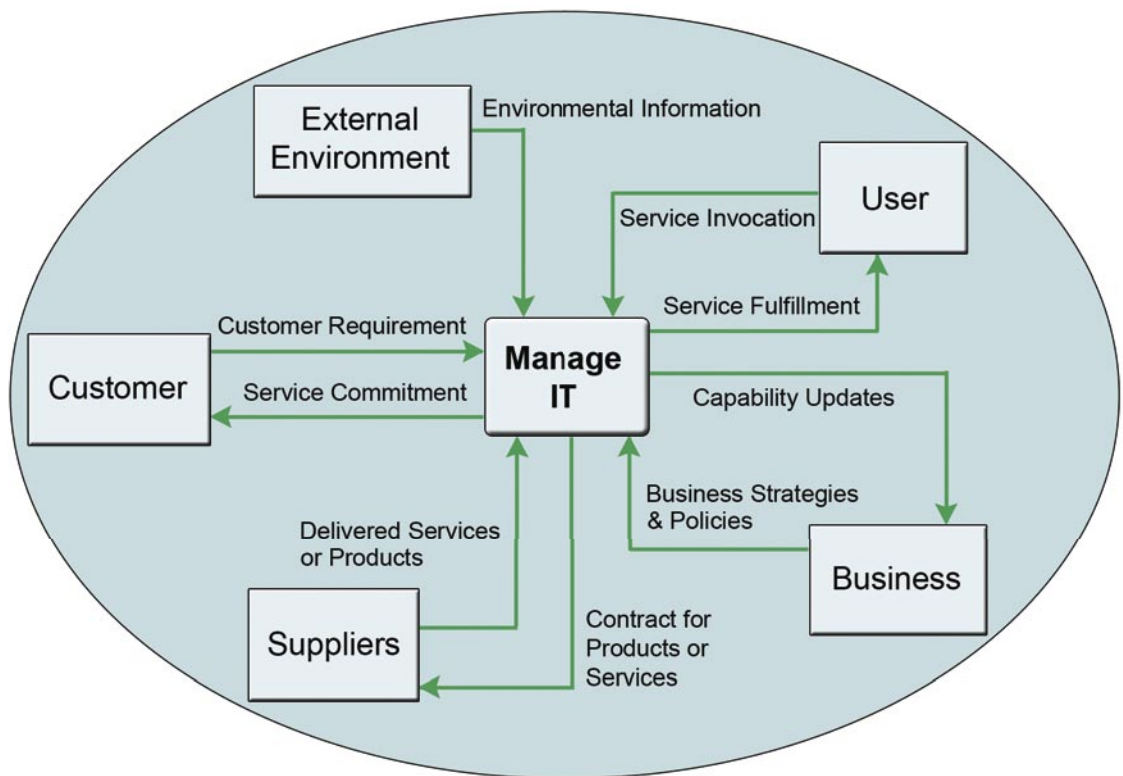 External
Environment
Environmental Information
User
Service Invocation
Service Fulfillment
Customer Requirement
Manage
IT
Customer
Service Commitment
Capability Updates
Business Strategies
& Policies
Delivered Services
or Products
Business
Suppliers
Contract for
Products or
Services